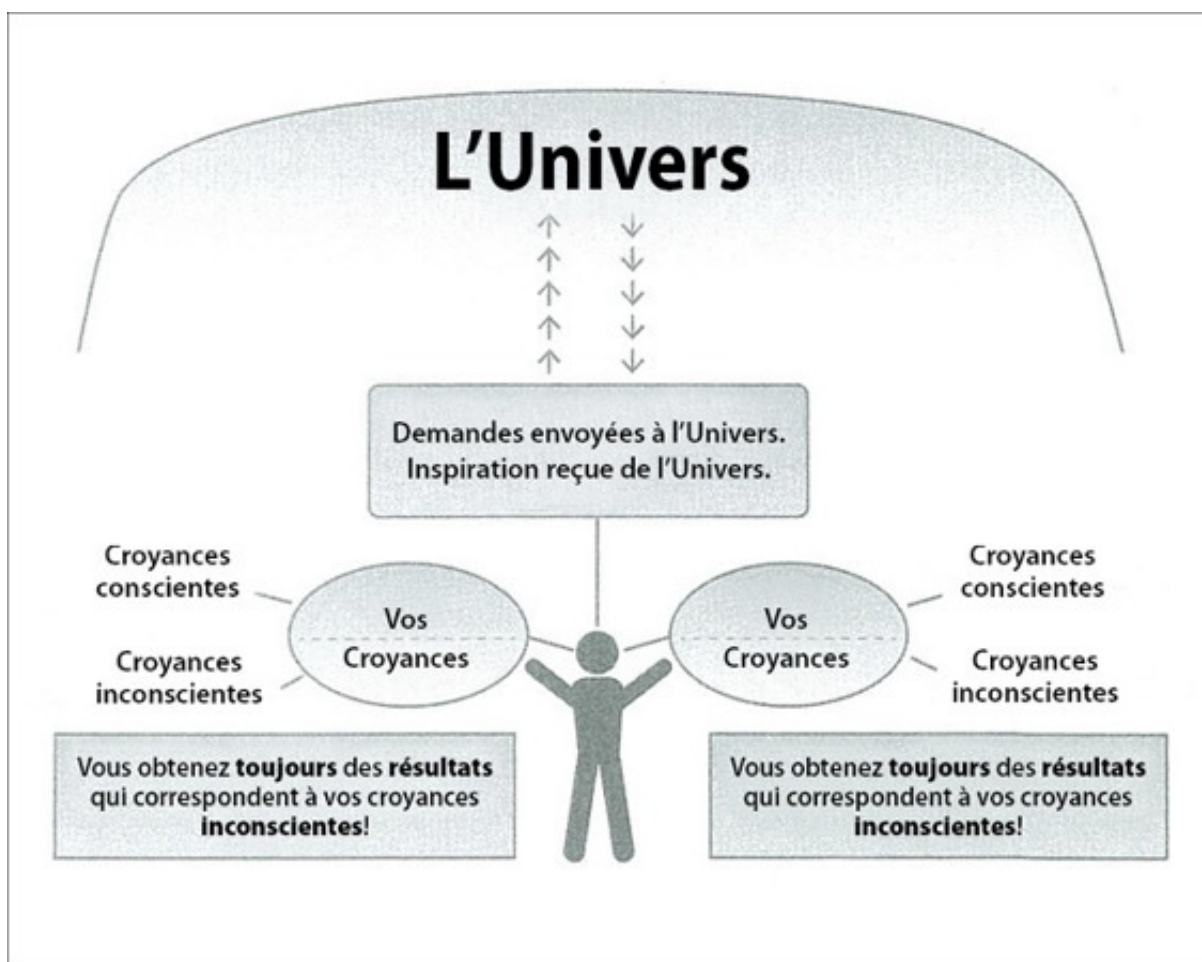 L'Univers
Demandes envoyées à l'Univers.
Inspiration reçue de l'Univers.
Croyances
conscientes
Vos
Croyances
Croyances
inconscientes
Vos
Croyances
Croyances
conscientes
Croyances
inconscientes
Vous obtenez toujours des résultats
qui correspondent à vos croyances
inconscientes!
Vous obtenez toujours des résultats
qui correspondent à vos croyances
inconscientes!